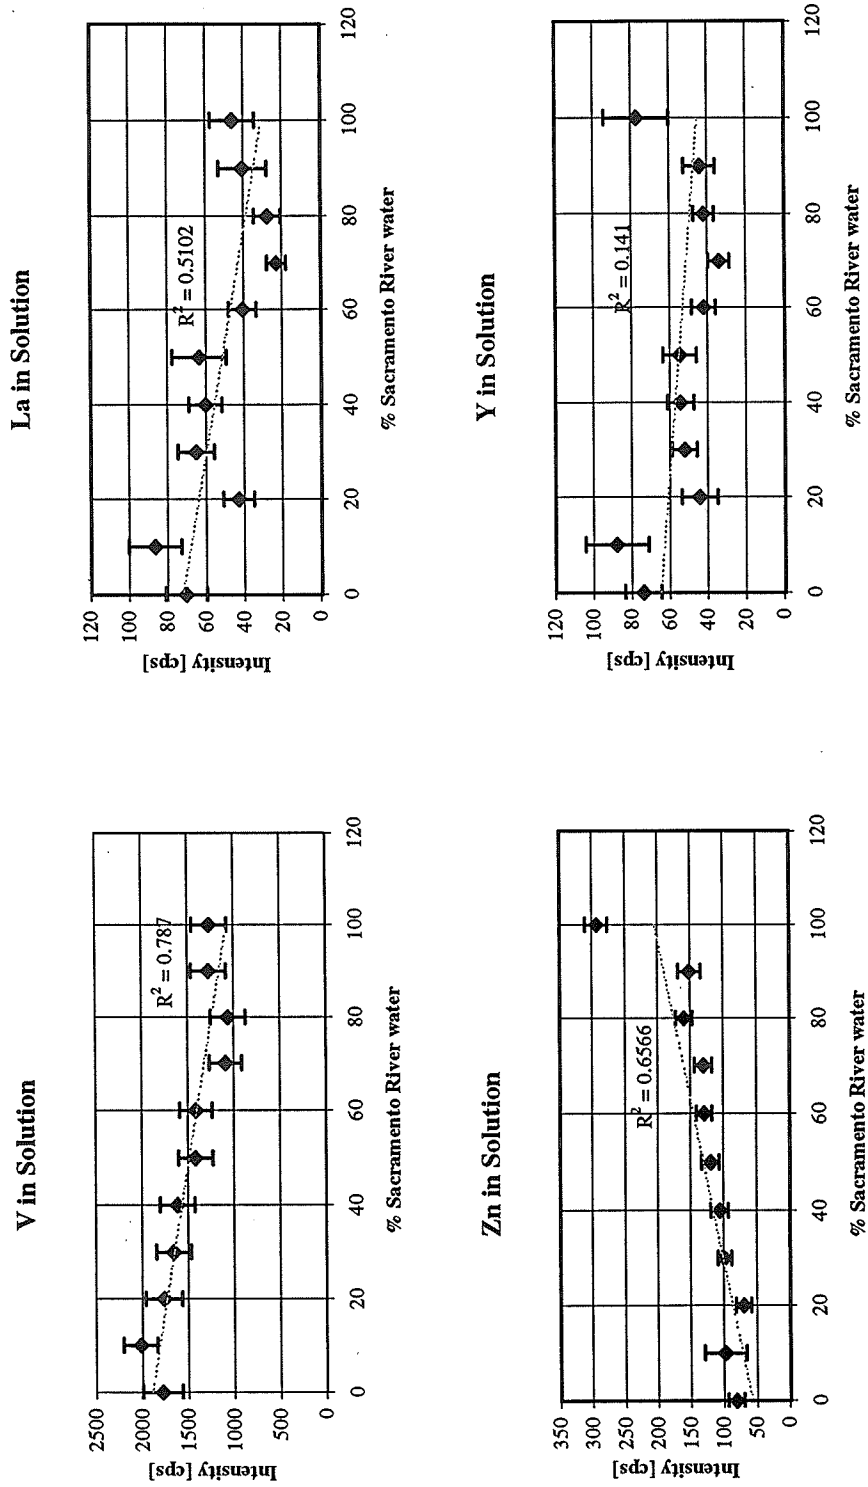 V in Solution
Intensity [cps]
2500
2000
1500
1000
500
0
R² = 0.787
0 20 40 60 80 100 120
% Sacramento River water
La in Solution
Intensity [cps]
120
100
80
60
40
20
0
R² = 0.5102
0 20 40 60 80 100 120
% Sacramento River water
Zn in Solution
Intensity [cps]
350
300
250
200
150
100
50
0
R² = 0.6566
0 20 40 60 80 100 120
% Sacramento River water
Y in Solution
Intensity [cps]
120
100
80
60
40
20
0
R² = 0.141
0 20 40 60 80 100 120
% Sacramento River water